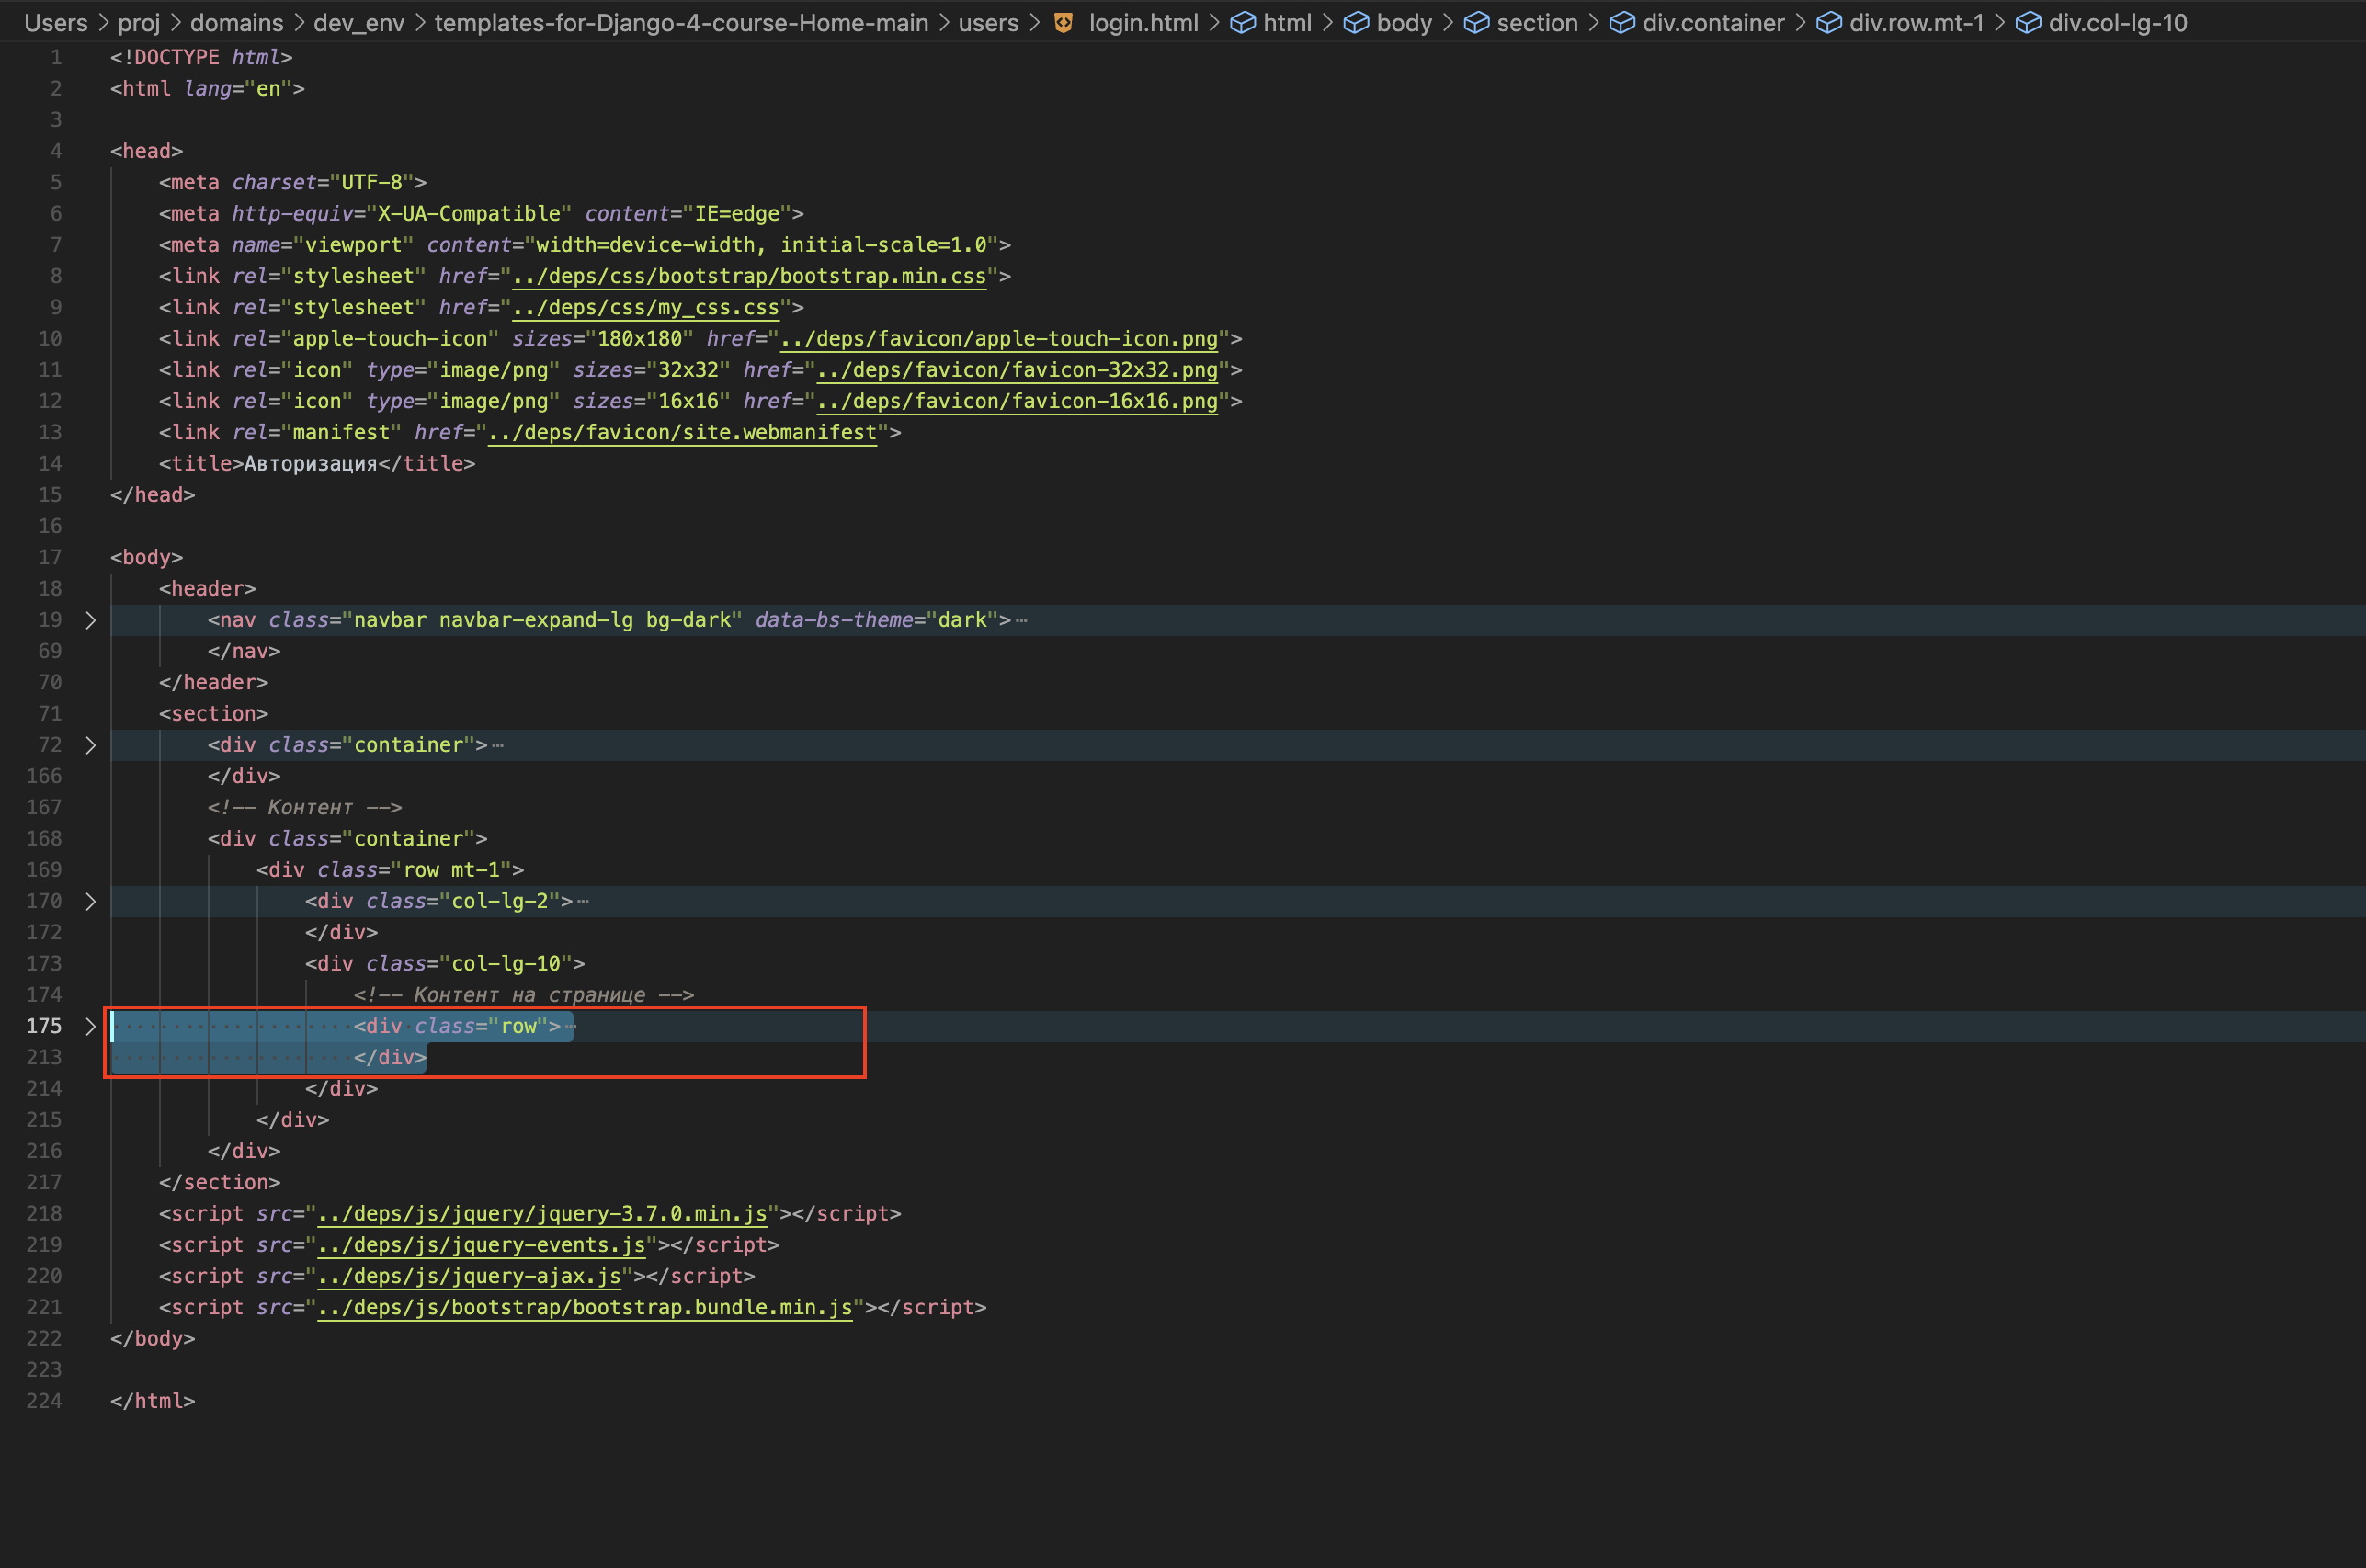 Users > proj > domains > dev_env > templates-for-Django-4-course-Home-main > users > login.html > html > body > section > div.container > div.row.mt-1 > div.col-lg-10
1 <!DOCTYPE html>
2 <html lang="en">
3
4 <head>
5 <meta charset="UTF-8">
6 <meta http-equiv="X-UA-Compatible" content="IE=edge">
7 <meta name="viewport" content="width=device-width, initial-scale=1.0">
8 <link rel="stylesheet" href="../deps/css/bootstrap/bootstrap.min.css">
9 <link rel="stylesheet" href="../deps/css/my_css.css">
10 <link rel="apple-touch-icon" sizes="180x180" href="../deps/favicon/apple-touch-icon.png">
11 <link rel="icon" type="image/png" sizes="32x32" href="../deps/favicon/favicon-32x32.png">
12 <link rel="icon" type="image/png" sizes="16x16" href="../deps/favicon/favicon-16x16.png">
13 <link rel="manifest" href="../deps/favicon/site.webmanifest">
14 <title>Авторизация</title>
15 </head>
16
17 <body>
18 <header>
19 <nav class="navbar navbar-expand-lg bg-dark" data-bs-theme="dark">…
69 </nav>
70 </header>
71 <section>
72 <div class="container">…
166 </div>
167 <!-- Контент -->
168 <div class="container">
169 <div class="row mt-1">
170 <div class="col-lg-2">…
172 </div>
173 <div class="col-lg-10">
174 <!-- Контент на странице -->
175 <div class="row">…
213 </div>
214 </div>
215 </div>
216 </div>
217 </section>
218 <script src="../deps/js/jquery/jquery-3.7.0.min.js"></script>
219 <script src="../deps/js/jquery-events.js"></script>
220 <script src="../deps/js/jquery-ajax.js"></script>
221 <script src="../deps/js/bootstrap/bootstrap.bundle.min.js"></script>
222 </body>
223
224 </html>